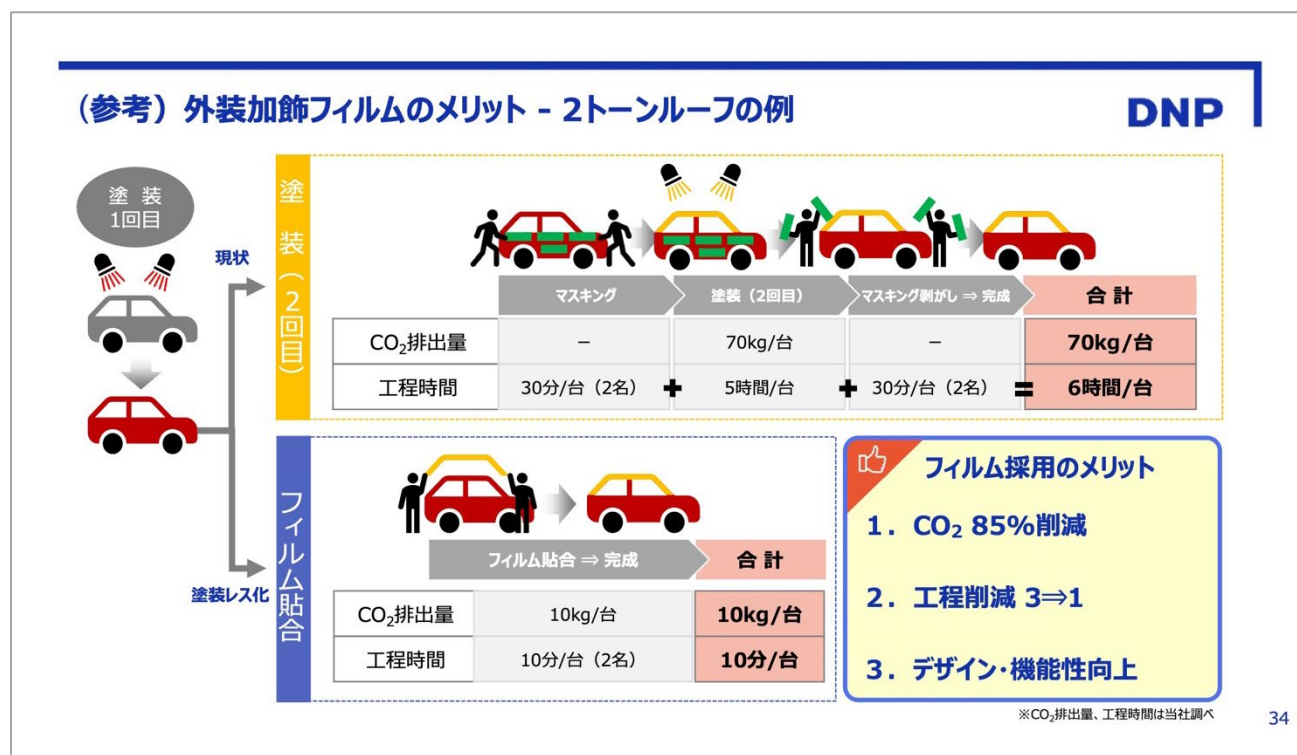 （参考）外装加飾フィルムのメリット - 2トーンルーフの例
DNP
塗 装
1回目
現状
塗装レス化
塗 装（2回目）
マスキング
塗装（2回目）
マスキング剥がし ⇒ 完成
合 計
CO₂排出量
－
70kg/台
－
70kg/台
工程時間
30分/台（2名）
+
5時間/台
+
30分/台（2名）
=
6時間/台
フィルム貼合
フィルム貼合 ⇒ 完成
合 計
CO₂排出量
10kg/台
10kg/台
工程時間
10分/台（2名）
10分/台
フィルム採用のメリット
1．CO₂ 85%削減
2．工程削減 3⇒1
3．デザイン・機能性向上
※CO₂排出量、工程時間は当社調べ
34